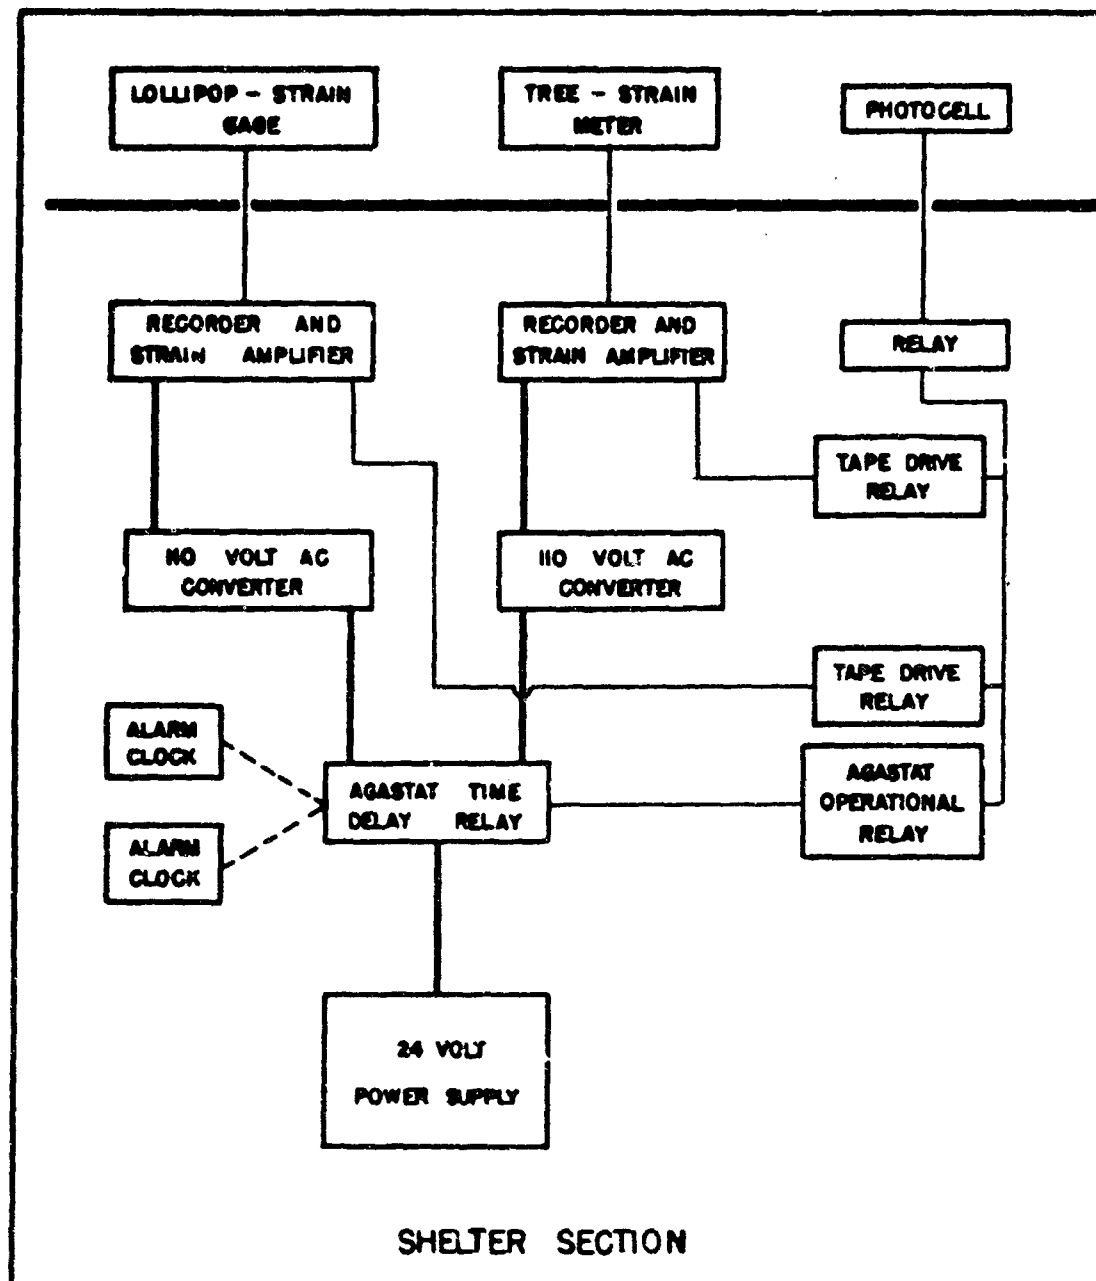 LOLLIPOP - STRAIN
GAGE
TREE - STRAIN
METER
PHOTOCELL
RECORDER AND
STRAIN AMPLIFIER
RECORDER AND
STRAIN AMPLIFIER
RELAY
TAPE DRIVE
RELAY
110 VOLT AC
CONVERTER
110 VOLT AC
CONVERTER
TAPE DRIVE
RELAY
ALARM
CLOCK
AGASTAT TIME
DELAY RELAY
AGASTAT
OPERATIONAL
RELAY
ALARM
CLOCK
24 VOLT
POWER SUPPLY
SHELTER SECTION